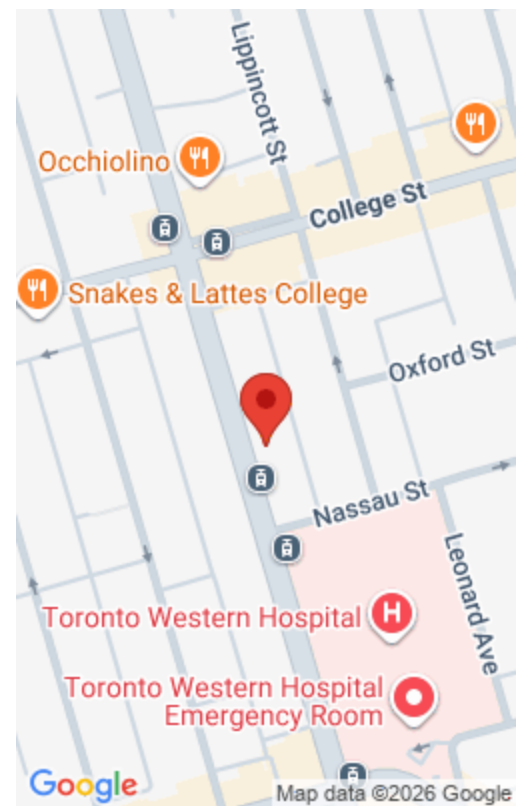 Lippincott St
Occhiolino
College St
Snakes & Lattes College
Oxford St
Nassau St
Leonard Ave
Toronto Western Hospital
H
Toronto Western Hospital
Emergency Room
Google
Map data ©2026 Google